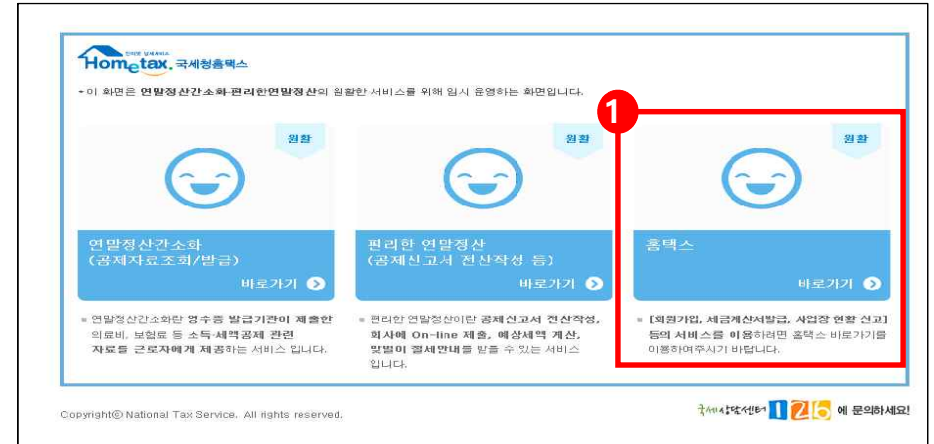 Hometax. 국세청홈택스
이 화면은 연말정산간소화·편리한연말정산의 원활한 서비스를 위해 임시 운영하는 화면입니다.
1
원활
원활
원활
연말정산간소화
(공제자료조회/발급)
바로가기
편리한 연말정산
(공제신고서 전산작성 등)
바로가기
홈택스
바로가기
연말정산간소화란 영수증 발급기관이 제출한
의료비, 보험료 등 소득·세액공제 관련
자료를 근로자에게 제공하는 서비스 입니다.
편리한 연말정산이란 공제신고서 전산작성,
회사에 On-line 제출, 예상세액 계산,
맞벌이 절세안내를 받을 수 있는 서비스
입니다.
[회원가입, 세금계산서발급, 사업장 현황 신고]
등의 서비스를 이용하려면 홈택스 바로가기를
이용하여주시기 바랍니다.
Copyrightⓒ National Tax Service. All rights reserved.
국세상담센터 126 에 문의하세요!